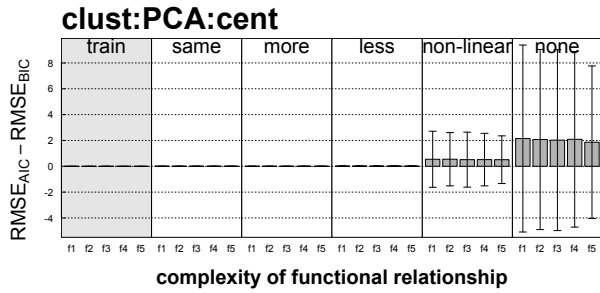 clust:PCA:cent
train same more less non-linear none
RMSE_AIC − RMSE_BIC
8
6
4
2
0
-2
-4
f1 f2 f3 f4 f5 f1 f2 f3 f4 f5 f1 f2 f3 f4 f5 f1 f2 f3 f4 f5 f1 f2 f3 f4 f5 f1 f2 f3 f4 f5
complexity of functional relationship